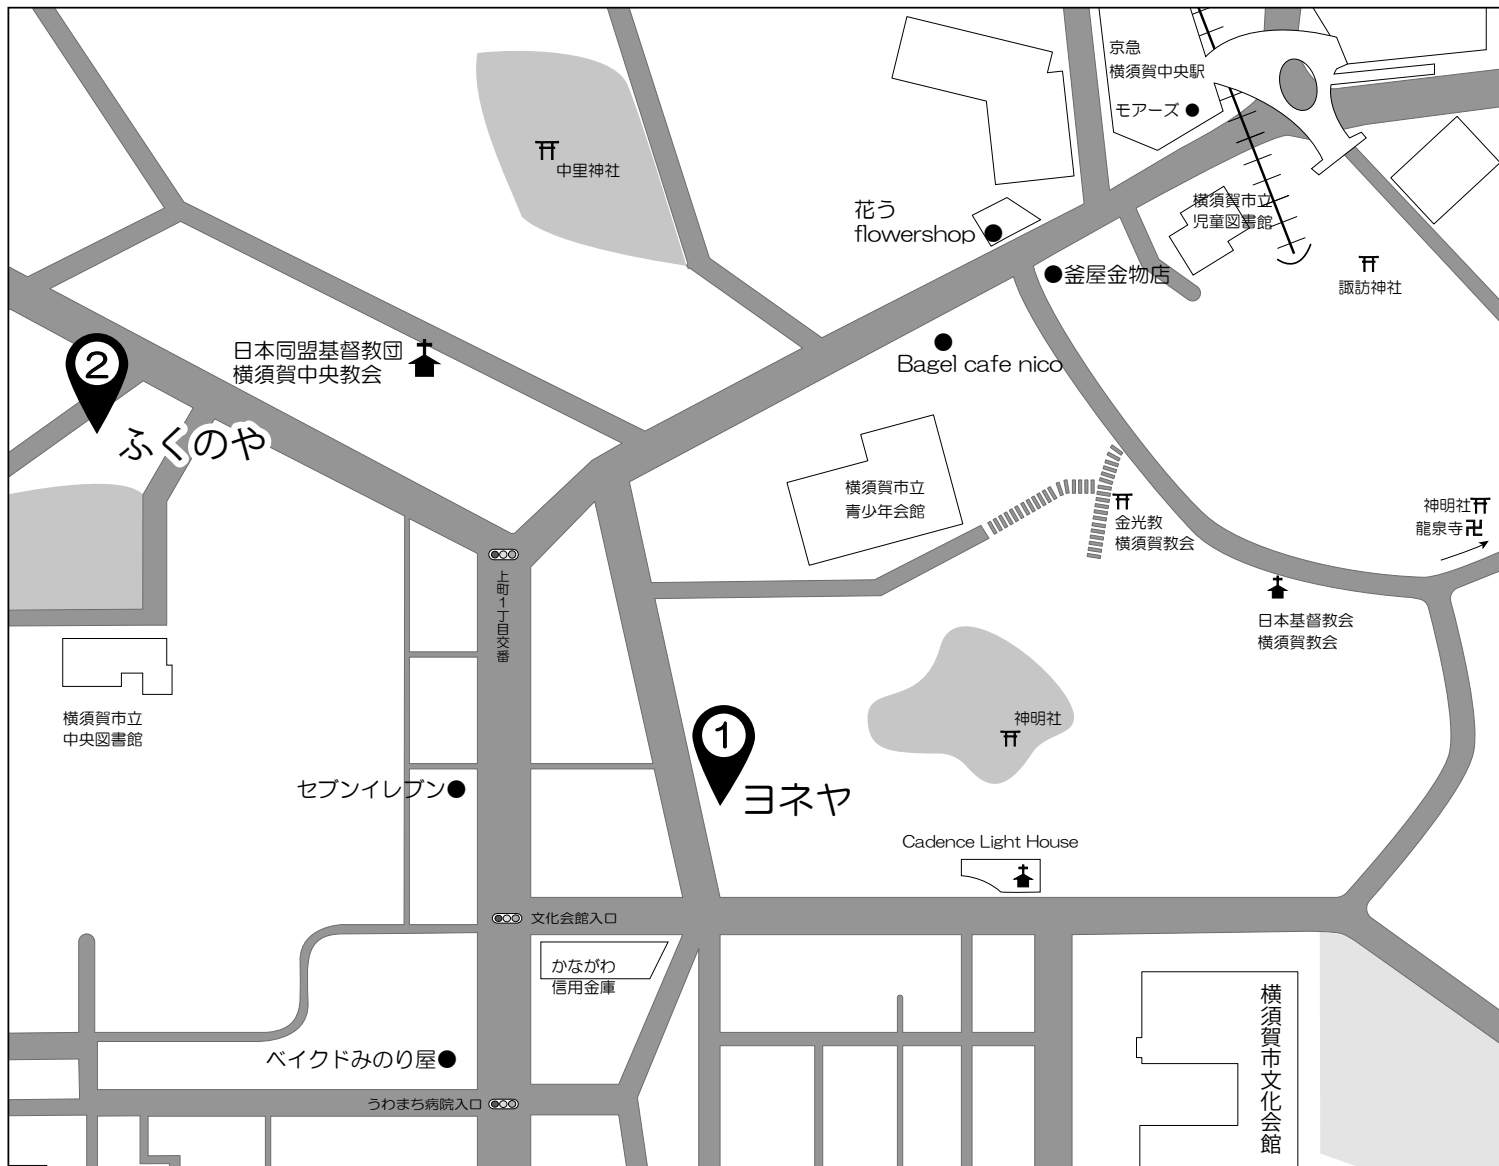 京急
横須賀中央駅
モアーズ
中里神社
横須賀市立
児童図書館
花う
flowershop
釜屋金物店
諏訪神社
2
日本同盟基督教団
横須賀中央教会
Bagel cafe nico
ふくのや
横須賀市立
青少年会館
金光教
横須賀教会
神明社
龍泉寺卍
上町1丁目交番
日本基督教会
横須賀教会
横須賀市立
中央図書館
神明社
1
ヨネヤ
セブンイレブン
Cadence Light House
文化会館入口
かながわ
信用金庫
横須賀市文化会館
ベイクドみのり屋
うわまち病院入口